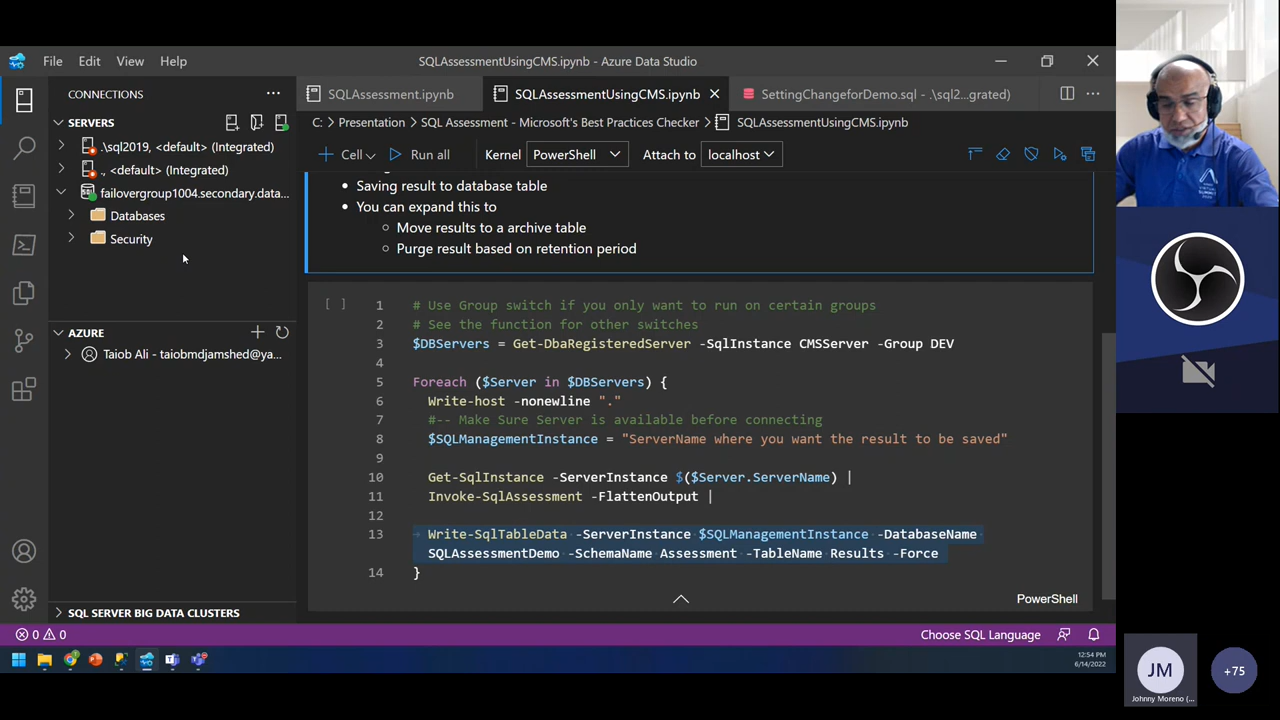 File Edit View Help
SQLAssessmentUsingCMS.ipynb - Azure Data Studio
CONNECTIONS
SQLAssessment.ipynb
SQLAssessmentUsingCMS.ipynb
SettingChangeforDemo.sql - .\sql2...grated)
SERVERS
C: > Presentation > SQL Assessment - Microsoft's Best Practices Checker > SQLAssessmentUsingCMS.ipynb
.\sql2019, <default> (Integrated)
., <default> (Integrated)
failovergroup1004.secondary.data...
Databases
Security
+ Cell Run all Kernel PowerShell Attach to localhost
Saving result to database table
You can expand this to
Move results to a archive table
Purge result based on retention period
AZURE
Taiob Ali - taiobmdjamshed@ya...
[ ]
1 # Use Group switch if you only want to run on certain groups
2 # See the function for other switches
3 $DBServers = Get-DbaRegisteredServer -SqlInstance CMSServer -Group DEV
4
5 Foreach ($Server in $DBServers) {
6 Write-host -nonewline "."
7 #-- Make Sure Server is available before connecting
8 $SQLManagementInstance = "ServerName where you want the result to be saved"
9
10 Get-SqlInstance -ServerInstance $($Server.ServerName) |
11 Invoke-SqlAssessment -FlattenOutput |
12
13 Write-SqlTableData -ServerInstance $SQLManagementInstance -DatabaseName
SQLAssessmentDemo -SchemaName Assessment -TableName Results -Force
14 }
PowerShell
SQL SERVER BIG DATA CLUSTERS
0 0
Choose SQL Language
12:54 PM
6/14/2022
JM
Johnny Moreno (...
+75